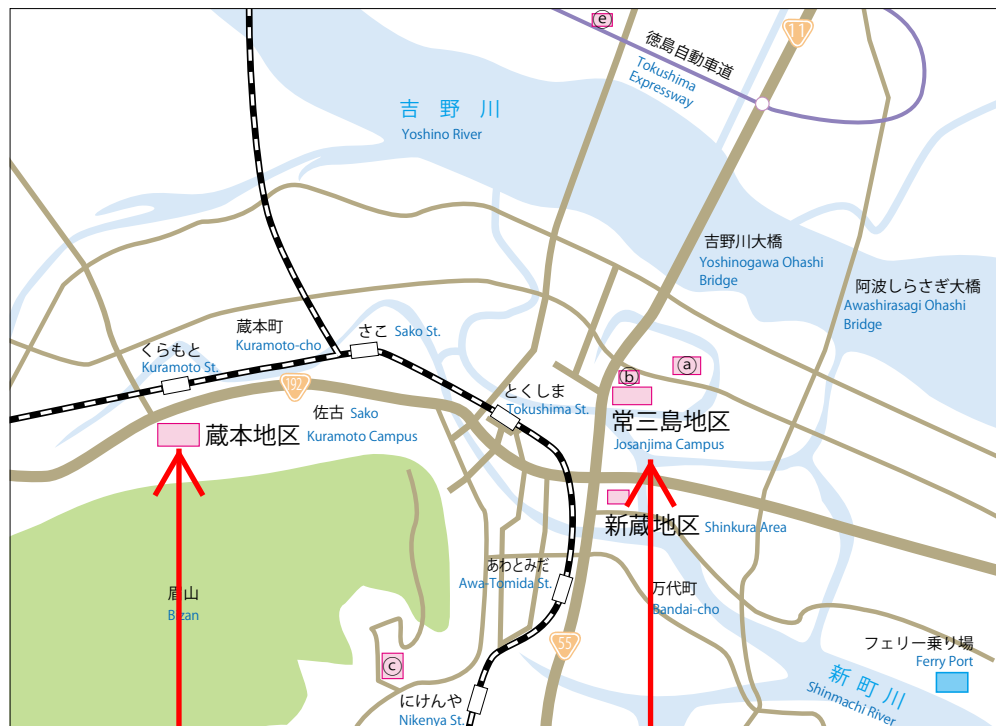 ⓔ
11
徳島自動車道
Tokushima
Expressway
吉野川
Yoshino River
吉野川大橋
Yoshinogawa Ohashi
Bridge
阿波しらさぎ大橋
Awashirasagi Ohashi
Bridge
蔵本町
Kuramoto-cho
さこ Sako St.
くらもと
Kuramoto St.
ⓐ
ⓑ
192
とくしま
Tokushima St.
佐古 Sako
蔵本地区 Kuramoto Campus
常三島地区
Josanjima Campus
新蔵地区 Shinkura Area
あわとみだ
Awa-Tomida St.
眉山
Bizan
万代町
Bandai-cho
55
ⓒ
フェリー乗り場
Ferry Port
にけんや
Nikenya St.
新町川
Shinmachi River